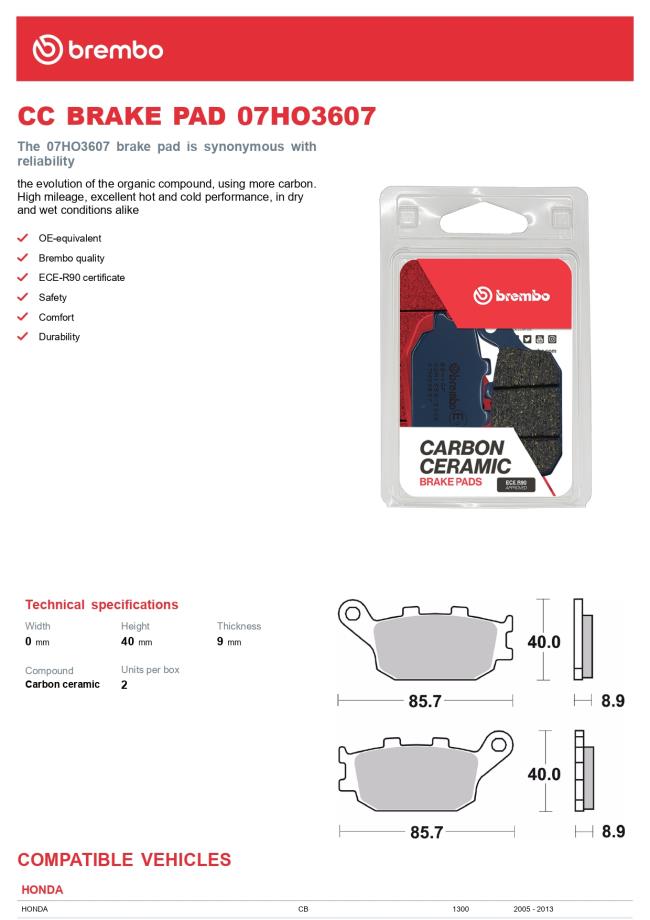 brembo
CC BRAKE PAD 07HO3607
The 07HO3607 brake pad is synonymous with
reliability
the evolution of the organic compound, using more carbon.
High mileage, excellent hot and cold performance, in dry
and wet conditions alike
OE-equivalent
Brembo quality
ECE-R90 certificate
Safety
Comfort
Durability
brembo
brembo
CARBON
CERAMIC
BRAKE PADS
ECE R90
APPROVED
Technical specifications
Width Height Thickness
0 mm 40 mm 9 mm
Compound Units per box
Carbon ceramic 2
40.0
85.7 8.9
40.0
85.7 8.9
COMPATIBLE VEHICLES
HONDA
HONDA CB 1300 2005 - 2013